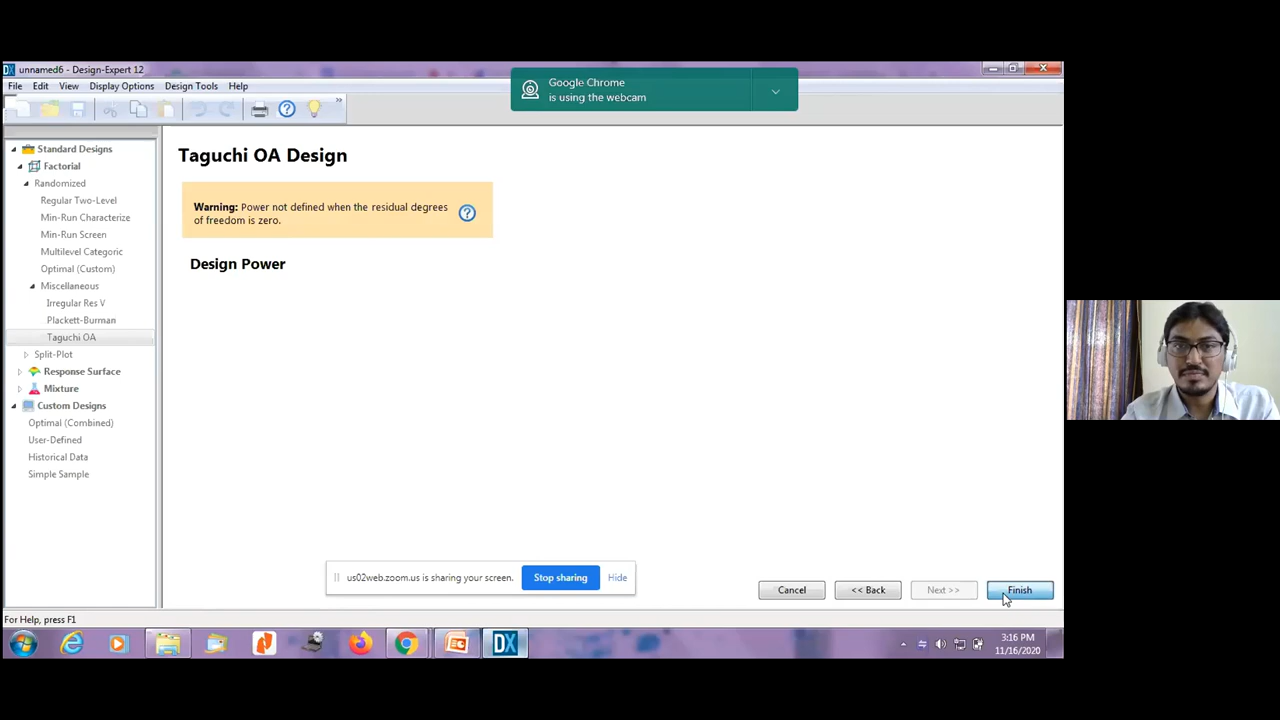 unnamed6 - Design-Expert 12
File Edit View Display Options Design Tools Help
Google Chrome
is using the webcam
Standard Designs
Factorial
Randomized
Regular Two-Level
Min-Run Characterize
Min-Run Screen
Multilevel Categoric
Optimal (Custom)
Miscellaneous
Irregular Res V
Plackett-Burman
Taguchi OA
Split-Plot
Response Surface
Mixture
Custom Designs
Optimal (Combined)
User-Defined
Historical Data
Simple Sample
Taguchi OA Design
Warning: Power not defined when the residual degrees
of freedom is zero.
Design Power
us02web.zoom.us is sharing your screen. Stop sharing Hide
Cancel << Back Next >> Finish
For Help, press F1
3:16 PM
11/16/2020